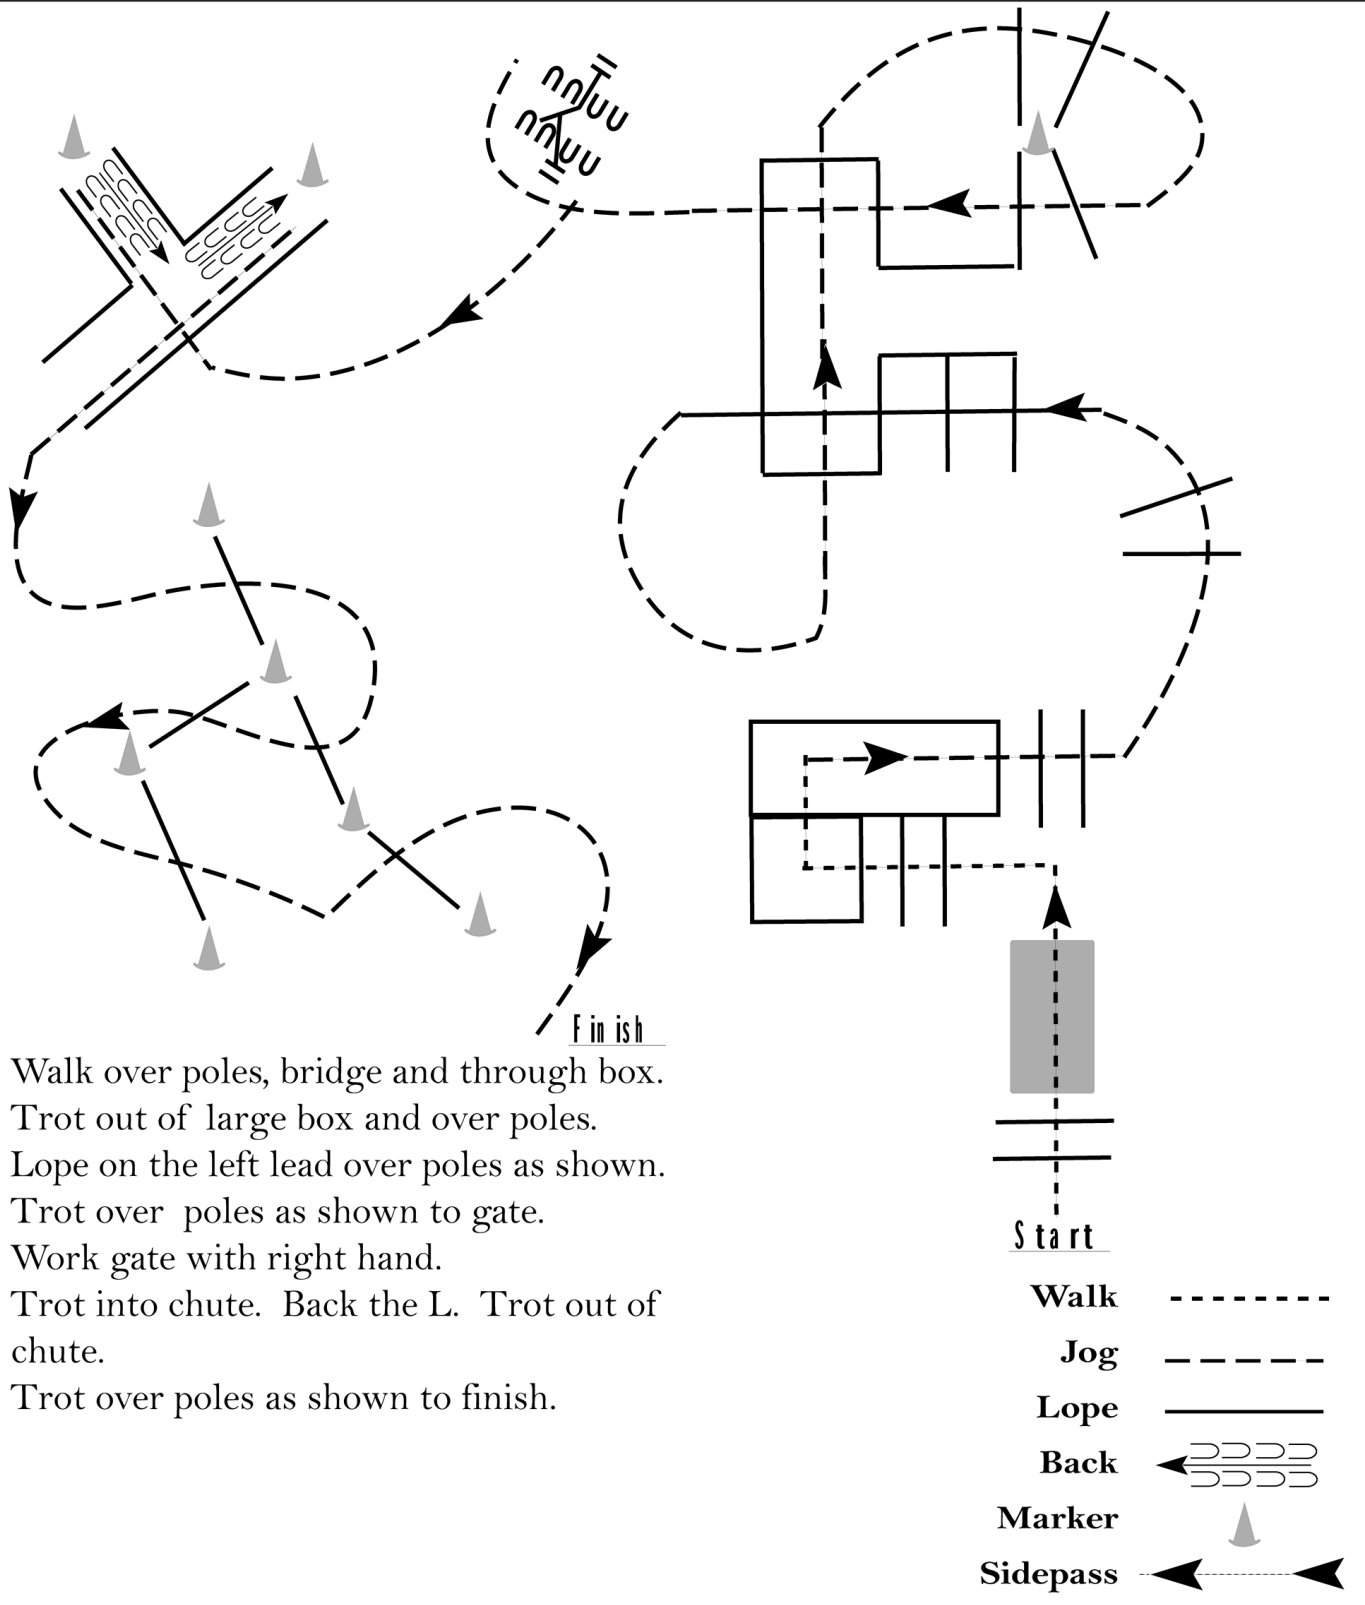 Finish
Walk over poles, bridge and through box.
Trot out of large box and over poles.
Lope on the left lead over poles as shown.
Trot over poles as shown to gate.
Work gate with right hand.
Trot into chute. Back the L. Trot out of
chute.
Trot over poles as shown to finish.
Start
Walk
Jog
Lope
Back
Marker
Sidepass